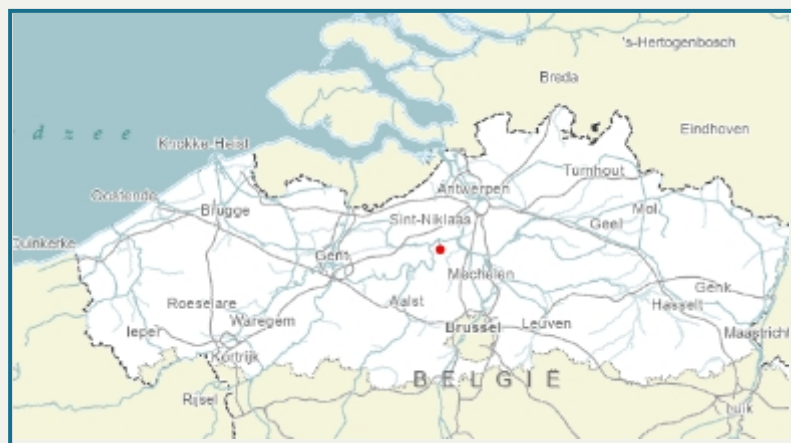 's-Hertogenbosch
Breda
d z e e
Eindhoven
Knokke-Heist
Turnhout
Antwerpen
Oostende
Mol
Brugge
Sint-Niklaas
Geel
Duinkerke
Gent
Mechelen
Genk
Roeselare
Aalst
Hasselt
Waregem
Brussel
Leuven
Ieper
Maastricht
Kortrijk
BELGIË
Rijsel
Luik